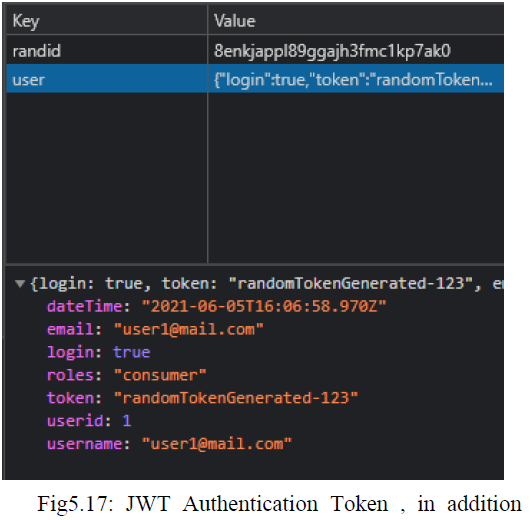 Key Value
randid 8enkjappl89ggajh3fmc1kp7ak0
user {"login":true,"token":"randomToken...
{login: true, token: "randomTokenGenerated-123", e
dateTime: "2021-06-05T16:06:58.970Z"
email: "user1@mail.com"
login: true
roles: "consumer"
token: "randomTokenGenerated-123"
userid: 1
username: "user1@mail.com"
Fig5.17: JWT Authentication Token , in addition